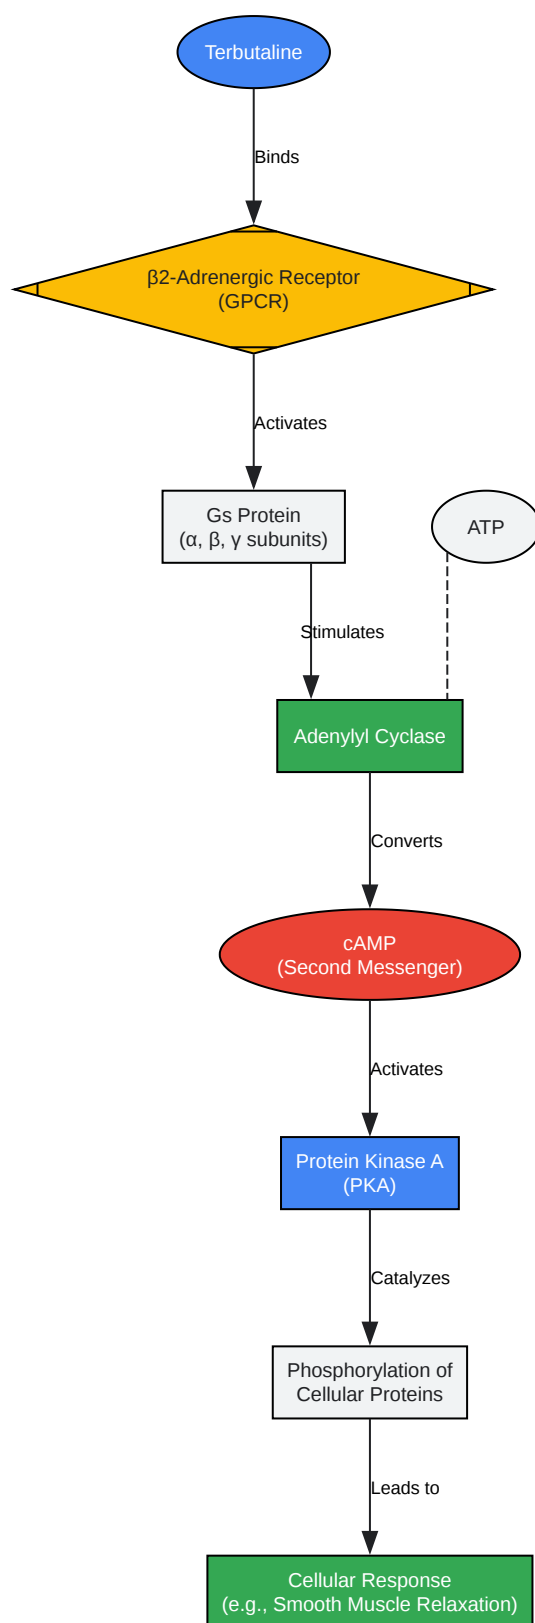 Terbutaline
Binds
β2-Adrenergic Receptor
(GPCR)
Activates
Gs Protein
(α, β, γ subunits)
ATP
Stimulates
Adenylyl Cyclase
Converts
cAMP
(Second Messenger)
Activates
Protein Kinase A
(PKA)
Catalyzes
Phosphorylation of
Cellular Proteins
Leads to
Cellular Response
(e.g., Smooth Muscle Relaxation)